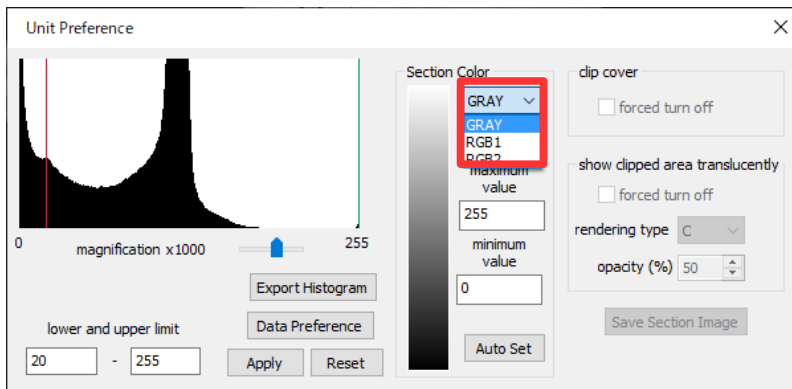 Unit Preference
0
magnification x1000
255
Export Histogram
lower and upper limit
Data Preference
20
-
255
Apply
Reset
Section Color
GRAY
GRAY
RGB1
RGB2
maximum
value
255
minimum
value
0
Auto Set
clip cover
forced turn off
show clipped area translucently
forced turn off
rendering type
C
opacity (%)
50
Save Section Image